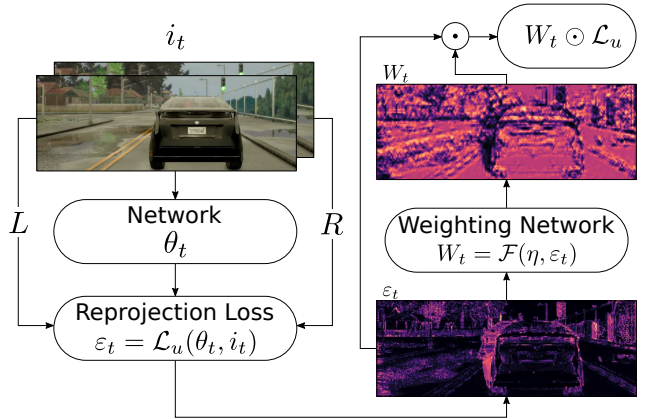 i_t
L
R
Network
θ_t
Reprojection Loss
ε_t = ℒ_u(θ_t, i_t)
W_t ⊙ ℒ_u
W_t
Weighting Network
W_t = ℱ(η, ε_t)
ε_t